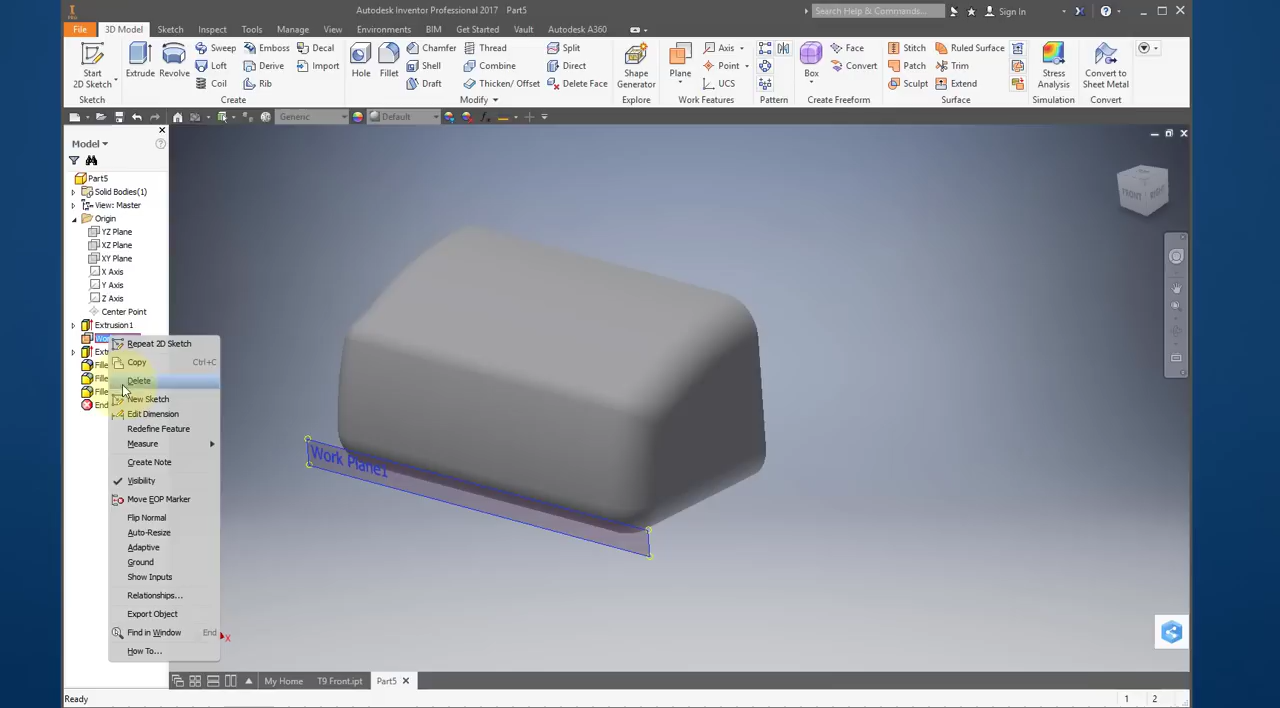 Autodesk Inventor Professional 2017 Part5
Search Help & Commands...
Sign In
File 3D Model Sketch Inspect Tools Manage View Environments BIM Get Started Vault Autodesk A360
Start
2D Sketch
Extrude Revolve
Sweep Emboss Decal
Loft Derive Import
Coil Rib
Hole Fillet
Chamfer Thread Split
Shell Combine Direct
Draft Thicken/ Offset Delete Face
Shape
Generator
Plane
Axis
Point
UCS
Box
Face
Convert
Stitch Ruled Surface
Patch Trim
Sculpt Extend
Stress
Analysis
Convert to
Sheet Metal
Sketch Create Modify Explore Work Features Pattern Create Freeform Surface Simulation Convert
Generic Default
Model
Part5
Solid Bodies(1)
View: Master
Origin
YZ Plane
XZ Plane
XY Plane
X Axis
Y Axis
Z Axis
Center Point
Extrusion1
Repeat 2D Sketch
Copy Ctrl+C
Delete
New Sketch
Edit Dimension
Redefine Feature
Measure
Create Note
Visibility
Move EOP Marker
Flip Normal
Auto-Resize
Adaptive
Ground
Show Inputs
Relationships...
Export Object
Find in Window End
How To...
Work Plane1
FRONT RIGHT
X
My Home T9 Front.ipt Part5
Ready 1 2